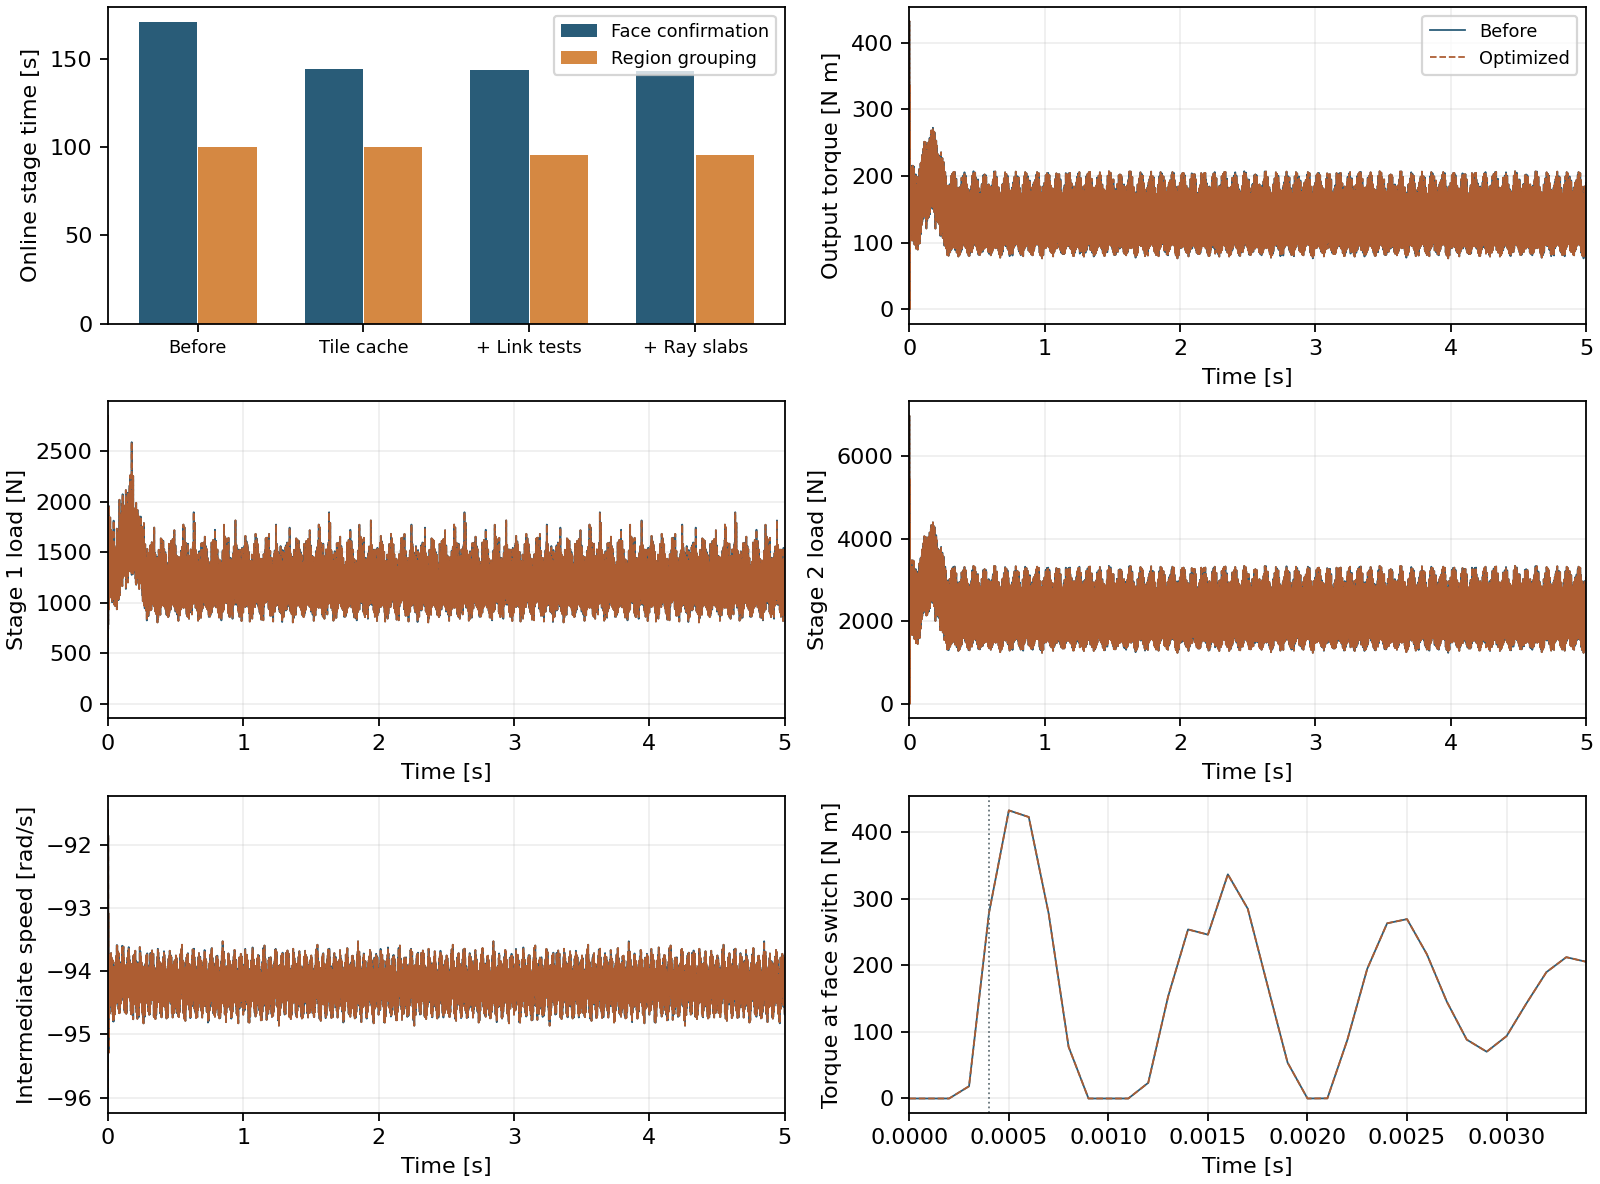 Online stage time [s]
150
100
50
0
Face confirmation
Region grouping
Before
Tile cache
+ Link tests
+ Ray slabs
Output torque [N m]
400
300
200
100
0
Before
Optimized
0 1 2 3 4 5
Time [s]
Stage 1 load [N]
2500
2000
1500
1000
500
0
0 1 2 3 4 5
Time [s]
Stage 2 load [N]
6000
4000
2000
0
0 1 2 3 4 5
Time [s]
Intermediate speed [rad/s]
−92
−93
−94
−95
−96
0 1 2 3 4 5
Time [s]
Torque at face switch [N m]
400
300
200
100
0
0.0000 0.0005 0.0010 0.0015 0.0020 0.0025 0.0030
Time [s]